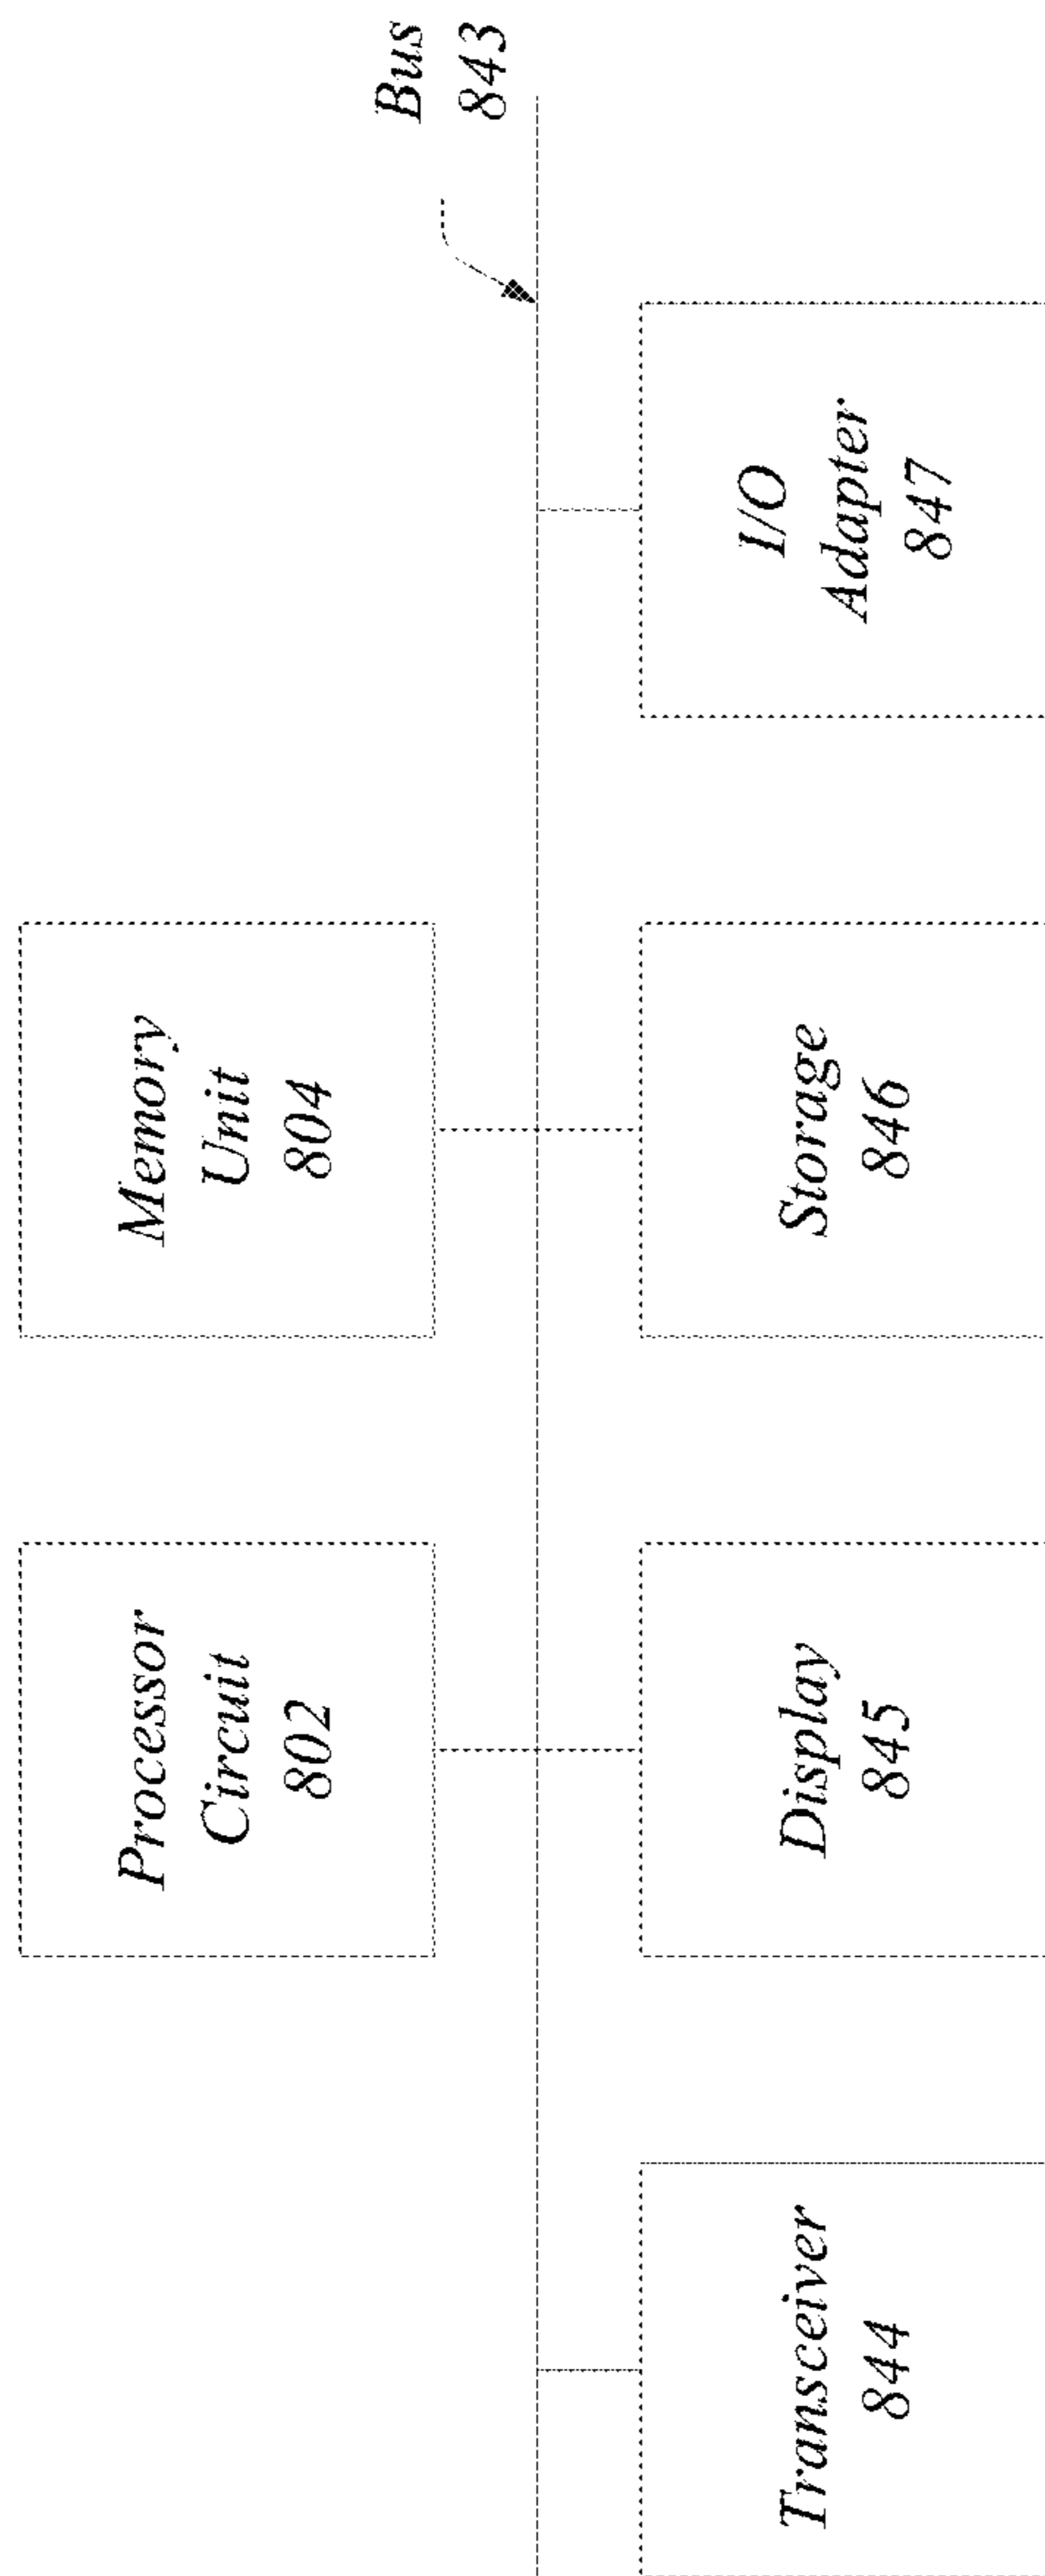 Processor
Circuit
802
Memory
Unit
804
Bus
843
Transceiver
844
Display
845
Storage
846
I/O
Adapter
847